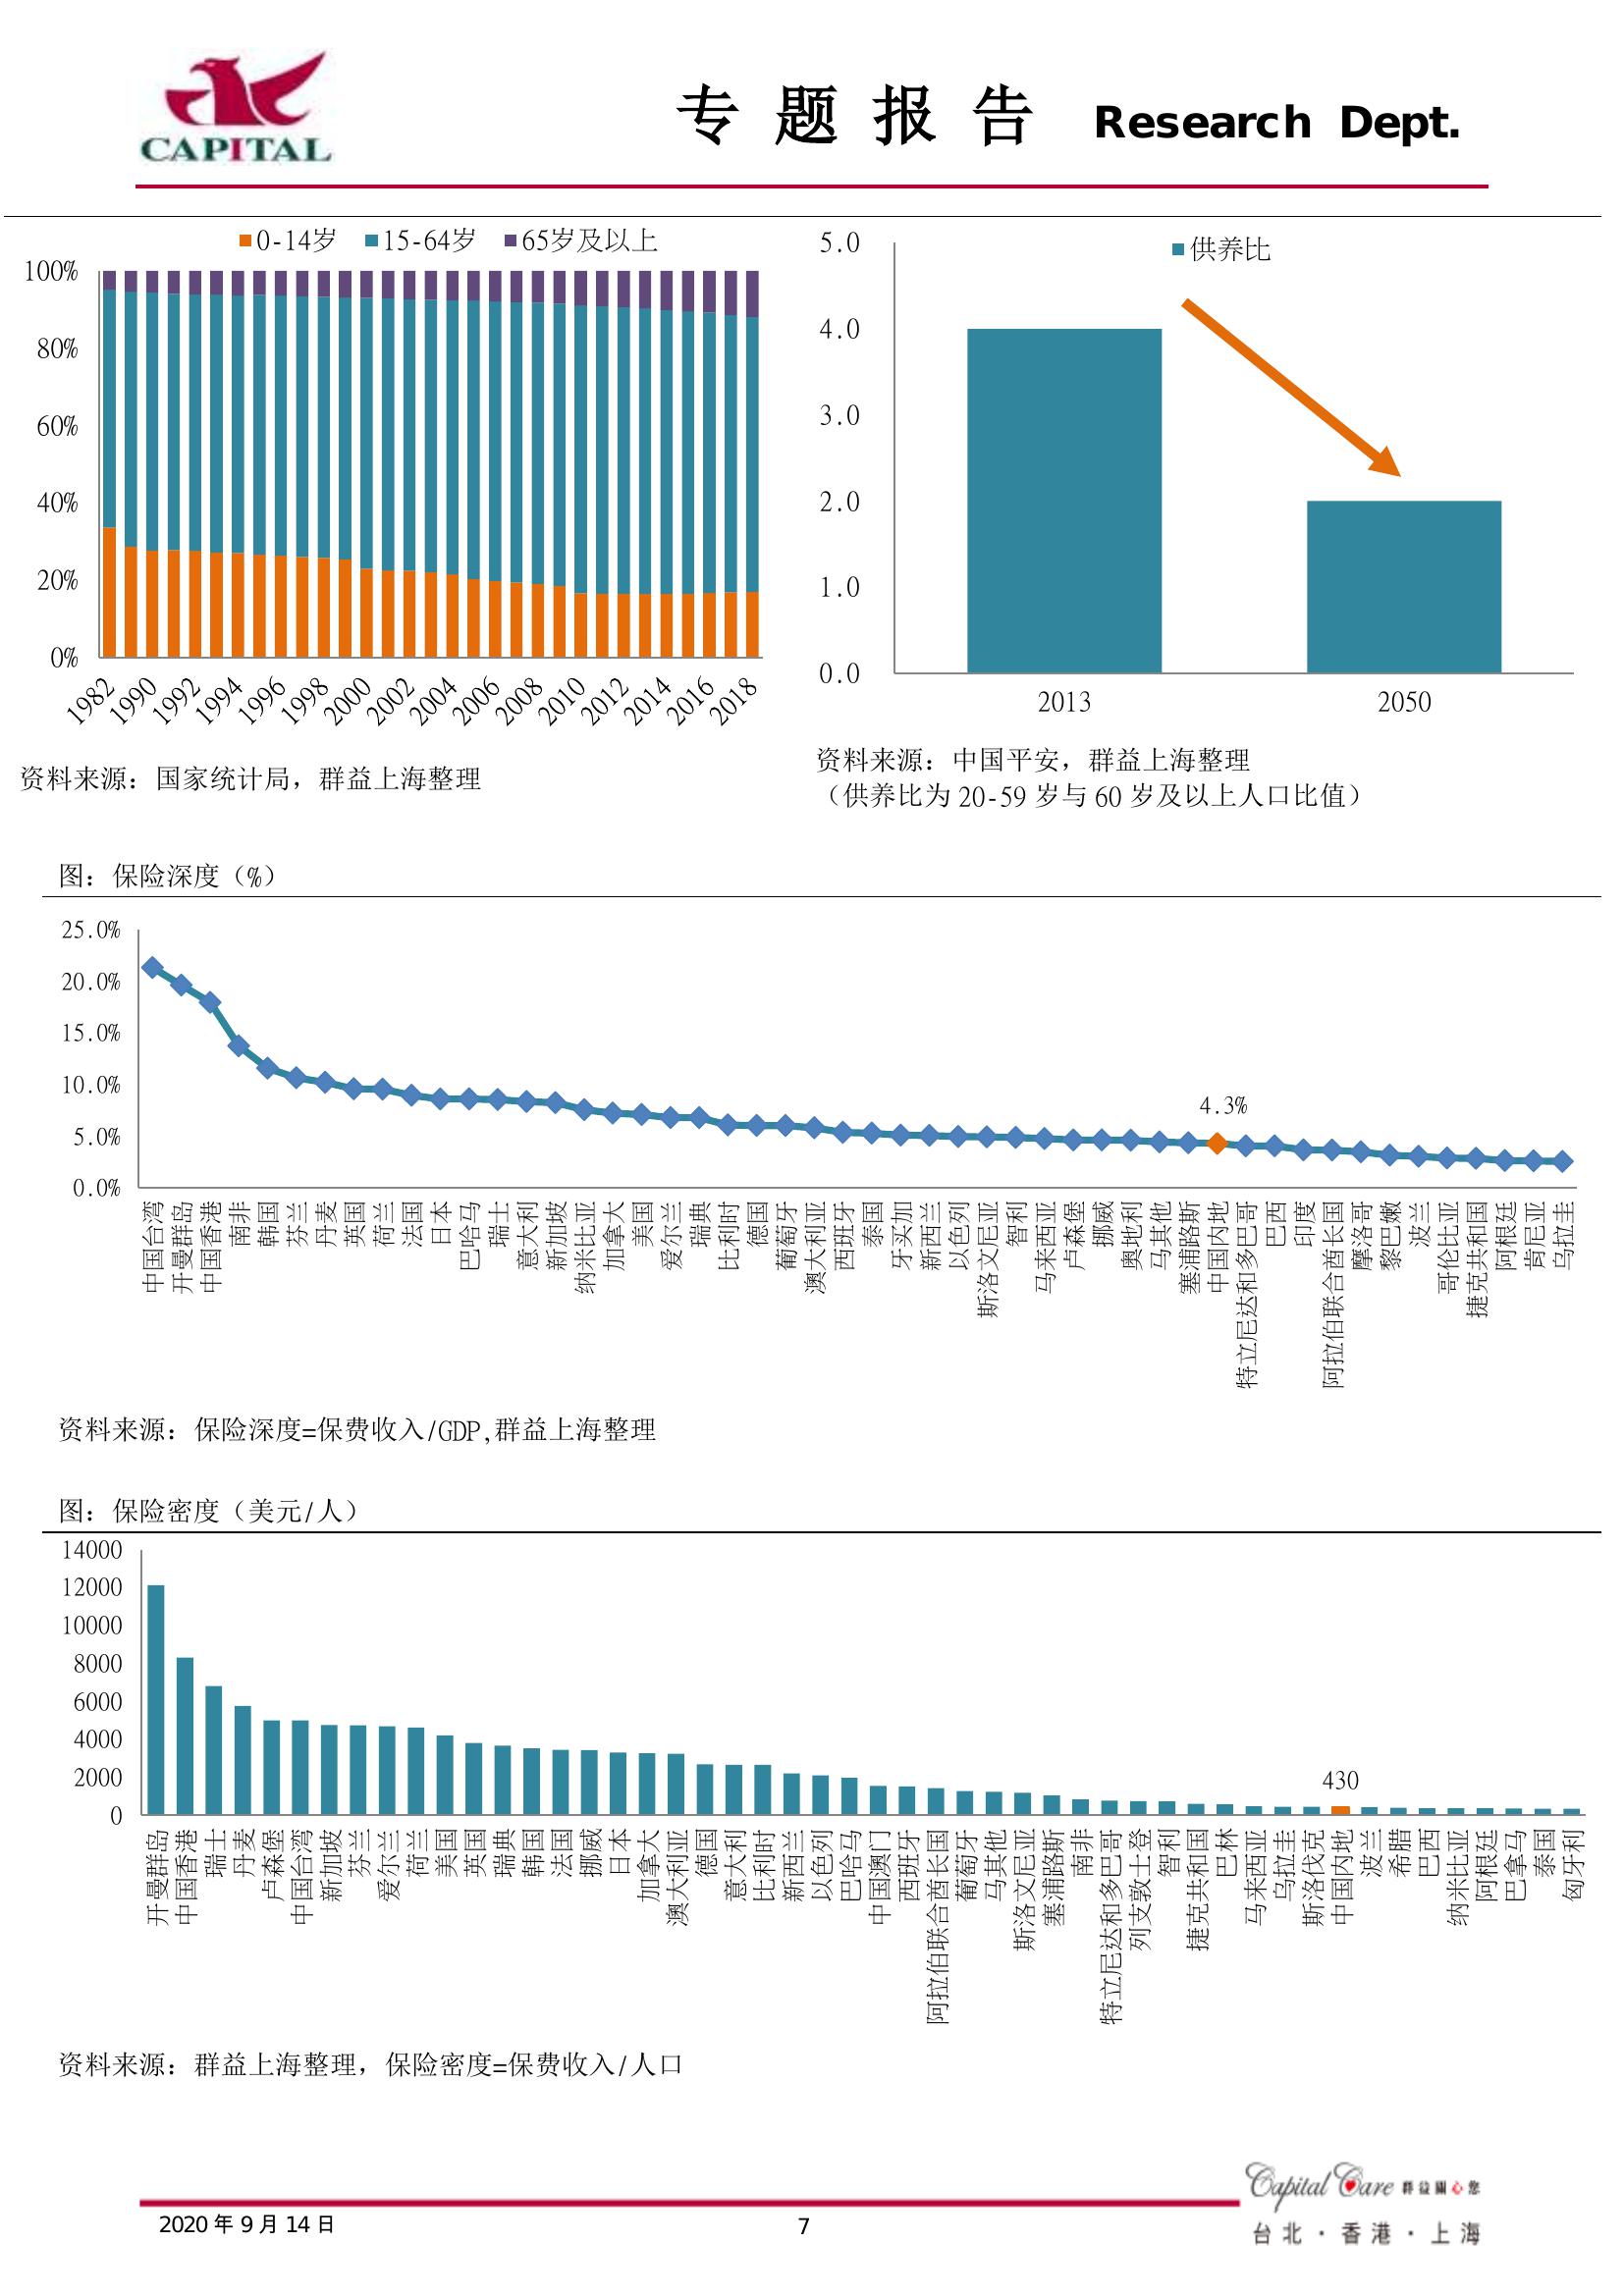 CAPITAL
专 题 报 告 Research Dept.
0-14岁 15-64岁 65岁及以上
100%
80%
60%
40%
20%
0%
1982 1990 1992 1994 1996 1998 2000 2002 2004 2006 2008 2010 2012 2014 2016 2018
资料来源：国家统计局，群益上海整理
供养比
5.0
4.0
3.0
2.0
1.0
0.0
2013 2050
资料来源：中国平安，群益上海整理
（供养比为 20-59 岁与 60 岁及以上人口比值）
图：保险深度（%）
25.0%
20.0%
15.0%
10.0%
5.0%
0.0%
4.3%
中国台湾
开曼群岛
中国香港
南非
韩国
芬兰
丹麦
英国
荷兰
法国
日本
巴哈马
瑞士
意大利
新加坡
纳米比亚
加拿大
美国
爱尔兰
瑞典
比利时
德国
葡萄牙
澳大利亚
西班牙
泰国
牙买加
新西兰
以色列
斯洛文尼亚
智利
马来西亚
卢森堡
挪威
奥地利
马其他
塞浦路斯
中国内地
特立尼达和多巴哥
巴西
印度
阿拉伯联合酋长国
摩洛哥
黎巴嫩
波兰
哥伦比亚
捷克共和国
阿根廷
肯尼亚
乌拉圭
资料来源：保险深度=保费收入/GDP,群益上海整理
图：保险密度（美元/人）
14000
12000
10000
8000
6000
4000
2000
0
430
开曼群岛
中国香港
瑞士
丹麦
卢森堡
中国台湾
新加坡
芬兰
爱尔兰
荷兰
美国
英国
瑞典
韩国
法国
挪威
日本
加拿大
澳大利亚
德国
意大利
比利时
新西兰
以色列
巴哈马
中国澳门
西班牙
阿拉伯联合酋长国
葡萄牙
马其他
斯洛文尼亚
塞浦路斯
南非
特立尼达和多巴哥
列支敦士登
智利
捷克共和国
巴林
马来西亚
乌拉圭
斯洛伐克
中国内地
波兰
希腊
巴西
纳米比亚
阿根廷
巴拿马
泰国
匈牙利
资料来源：群益上海整理，保险密度=保费收入/人口
Capital Care 群益關心您
2020 年 9 月 14 日
7
台 北 · 香 港 · 上 海